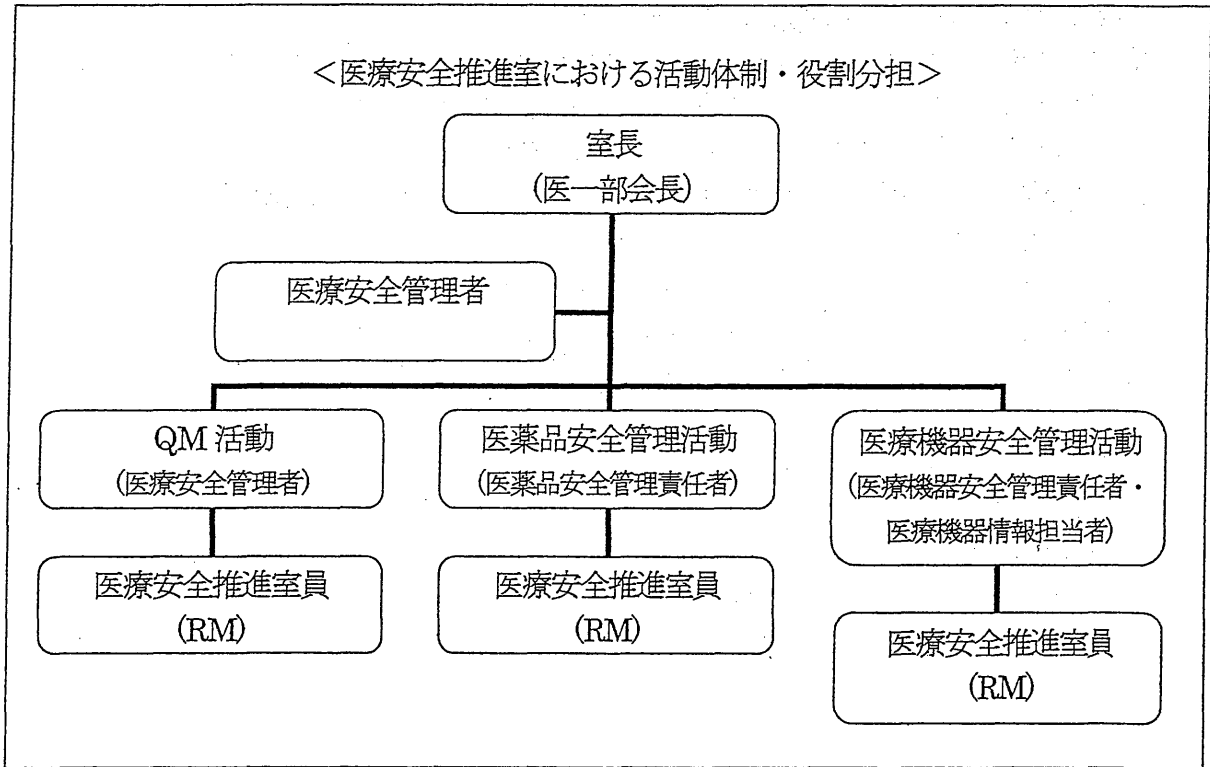 ＜医療安全推進室における活動体制・役割分担＞
室長
(医一部会長)
医療安全管理者
QM 活動
(医療安全管理者)
医療安全推進室員
(RM)
医薬品安全管理活動
(医薬品安全管理責任者)
医療安全推進室員
(RM)
医療機器安全管理活動
(医療機器安全管理責任者・
医療機器情報担当者)
医療安全推進室員
(RM)